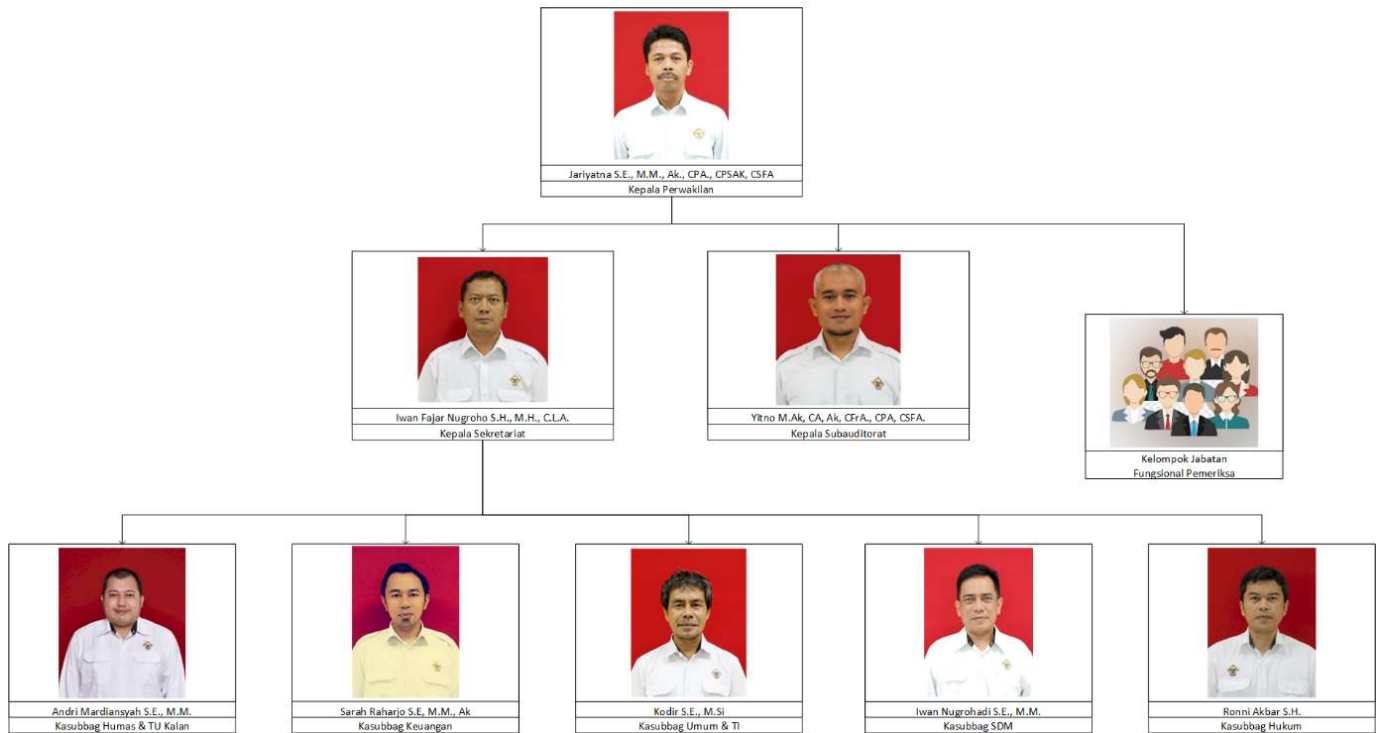 Jariyatna S.E., M.M., Ak., CPA., CPSAK, CSFA
Kepala Perwakilan
Iwan Fajar Nugroho S.H., M.H., C.L.A.
Kepala Sekretariat
Yitno M.Ak, CA, Ak, CFrA., CPA, CSFA.
Kepala Subauditorat
Kelompok Jabatan
Fungsional Pemeriksa
Andri Mardiansyah S.E., M.M.
Kasubbag Humas & TU Kalan
Sarah Raharjo S.E, M.M., Ak
Kasubbag Keuangan
Kodir S.E., M.Si
Kasubbag Umum & TI
Iwan Nugrohadi S.E., M.M.
Kasubbag SDM
Ronni Akbar S.H.
Kasubbag Hukum